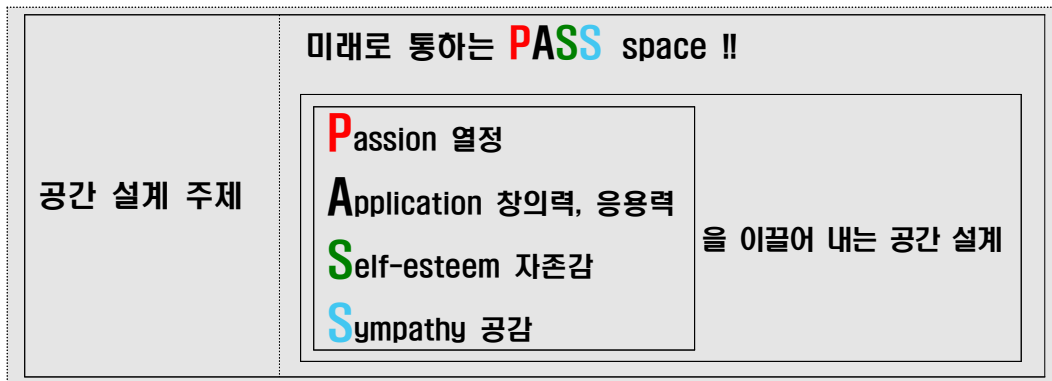 공간 설계 주제
미래로 통하는 PASS space !!
Passion 열정
Application 창의력, 응용력
Self-esteem 자존감
Sympathy 공감
을 이끌어 내는 공간 설계